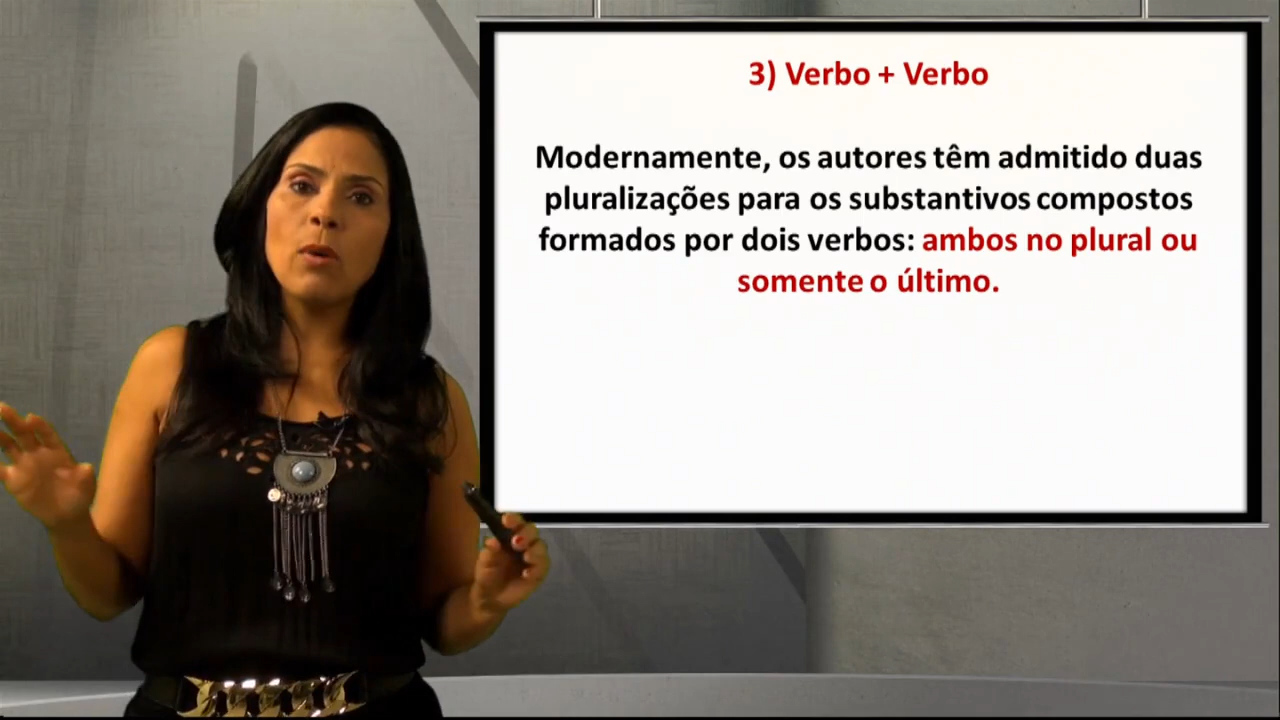 3) Verbo + Verbo
Modernamente, os autores têm admitido duas
pluralizações para os substantivos compostos
formados por dois verbos: ambos no plural ou
somente o último.